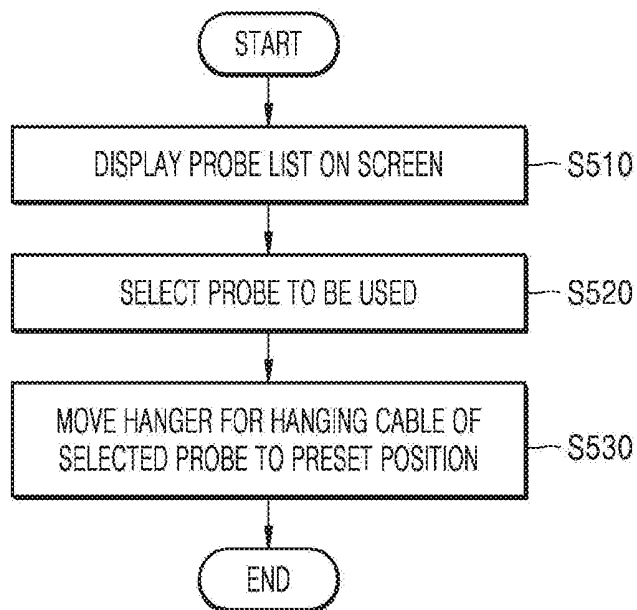 START
DISPLAY PROBE LIST ON SCREEN
S510
SELECT PROBE TO BE USED
S520
MOVE HANGER FOR HANGING CABLE OF
SELECTED PROBE TO PRESET POSITION
S530
END